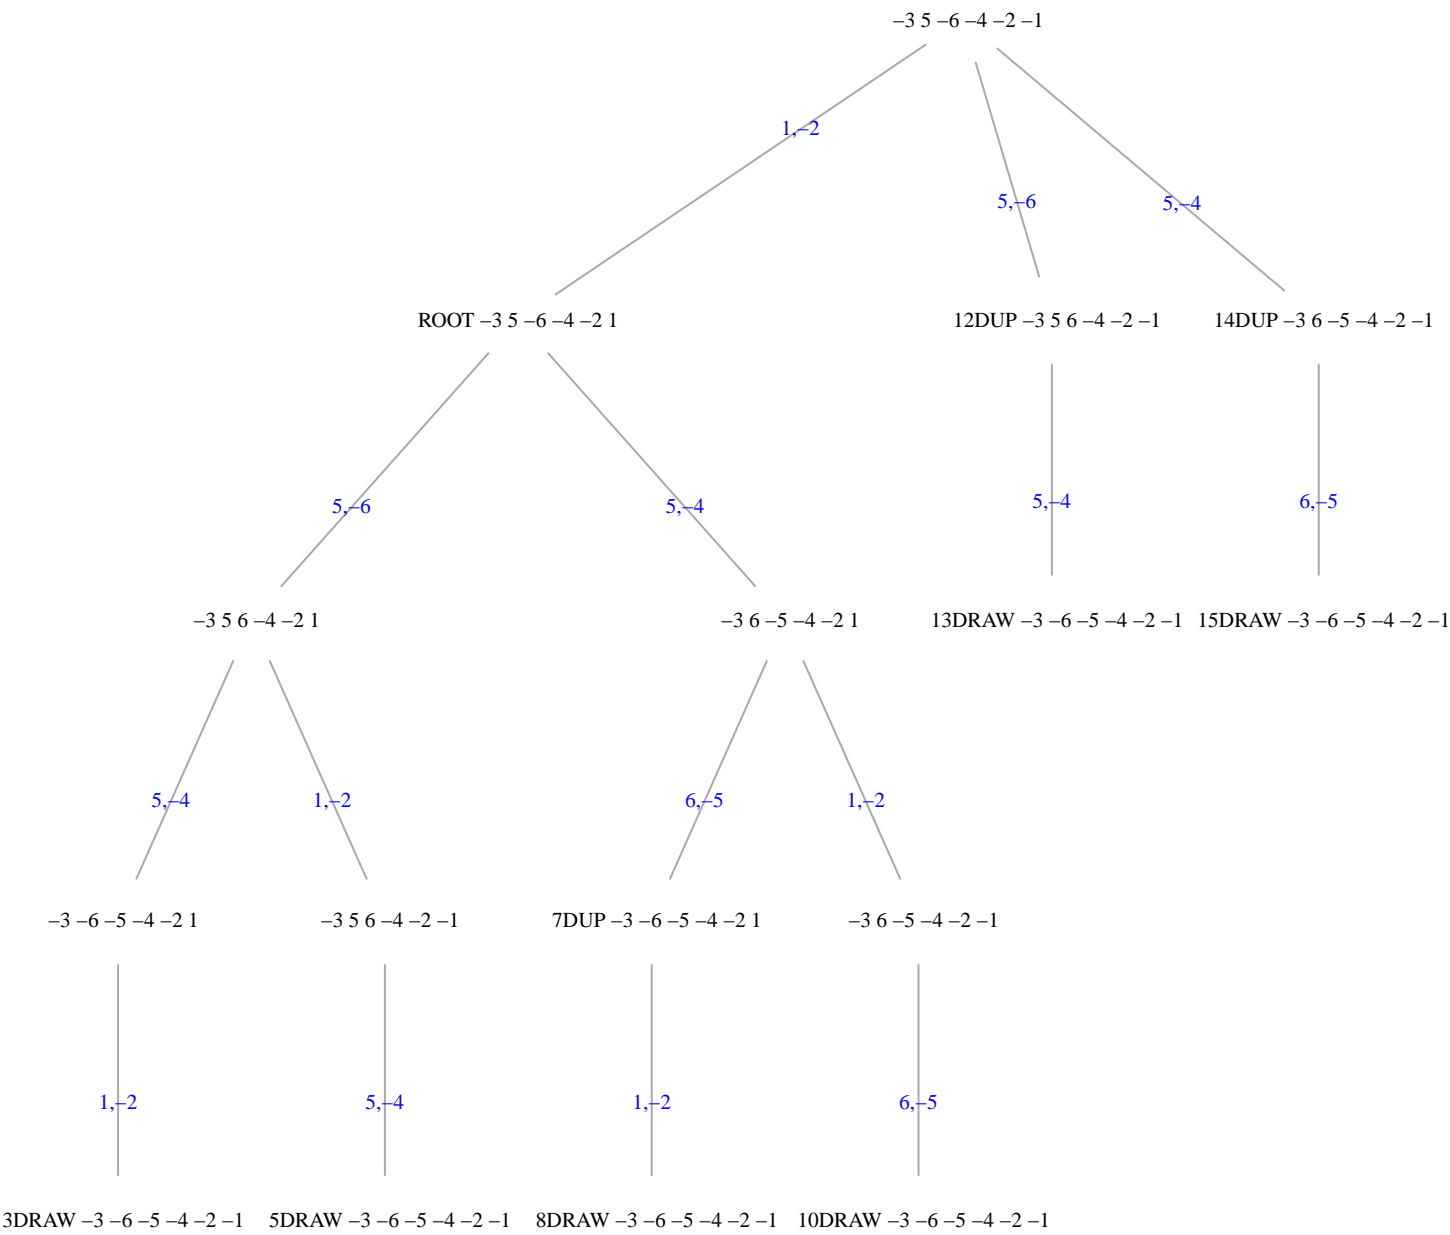 −3 5 −6 −4 −2 −1
1,−2
5,−6
5,−4
ROOT −3 5 −6 −4 −2 1
12DUP −3 5 6 −4 −2 −1
14DUP −3 6 −5 −4 −2 −1
5,−6
5,−4
5,−4
6,−5
−3 5 6 −4 −2 1
−3 6 −5 −4 −2 1
13DRAW −3 −6 −5 −4 −2 −1
15DRAW −3 −6 −5 −4 −2 −1
5,−4
1,−2
6,−5
1,−2
−3 −6 −5 −4 −2 1
−3 5 6 −4 −2 −1
7DUP −3 −6 −5 −4 −2 1
−3 6 −5 −4 −2 −1
1,−2
5,−4
1,−2
6,−5
3DRAW −3 −6 −5 −4 −2 −1
5DRAW −3 −6 −5 −4 −2 −1
8DRAW −3 −6 −5 −4 −2 −1
10DRAW −3 −6 −5 −4 −2 −1